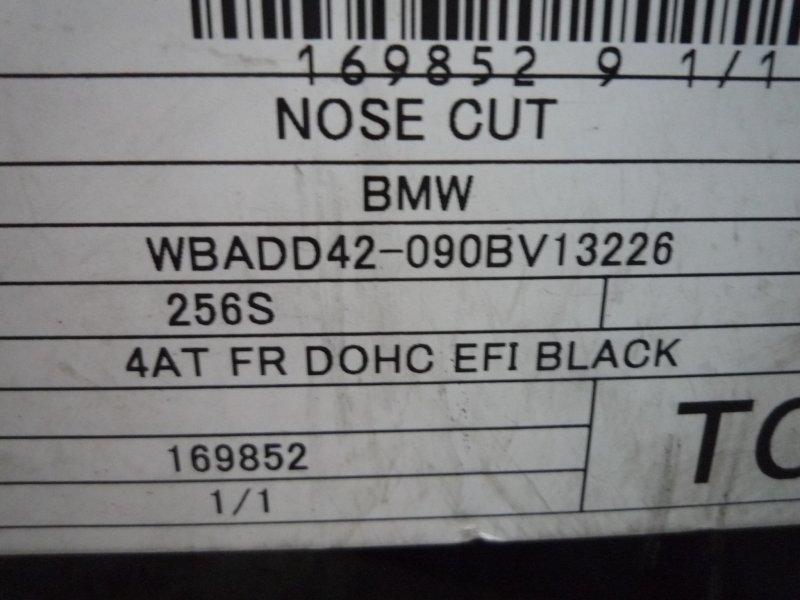 169852 9 1/1
NOSE CUT
BMW
WBADD42-090BV13226
256S
4AT FR DOHC EFI BLACK
169852
1/1